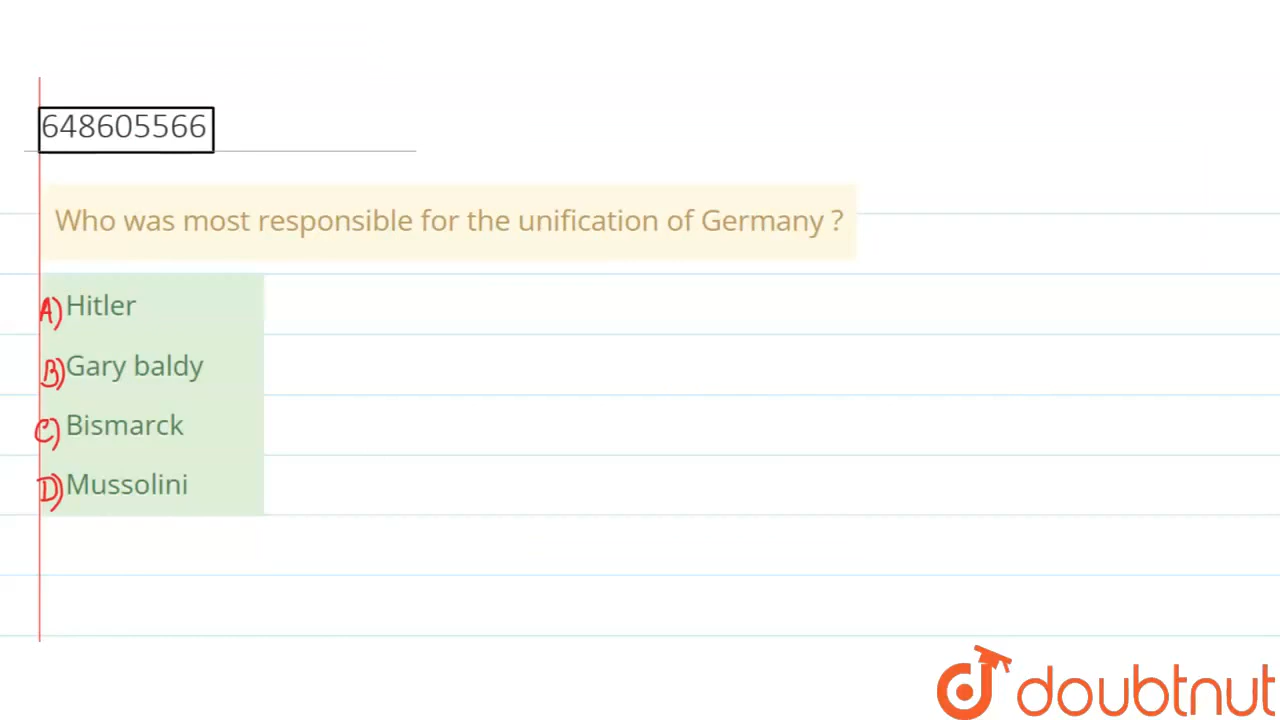 648605566
Who was most responsible for the unification of Germany ?
A) Hitler
B) Gary baldy
C) Bismarck
D) Mussolini
doubtnut